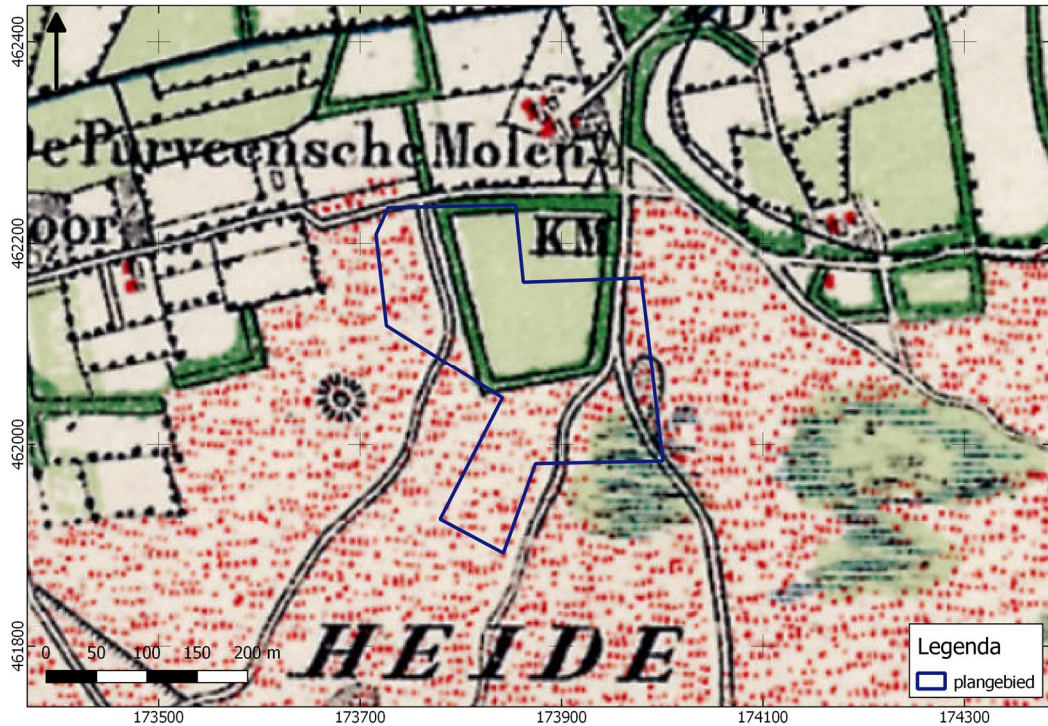 462400
De Purveensche Molen
462200
oor
KM
462000
461800
HEIDE
0 50 100 150 200 m
Legenda
plangebied
173500 173700 173900 174100 174300